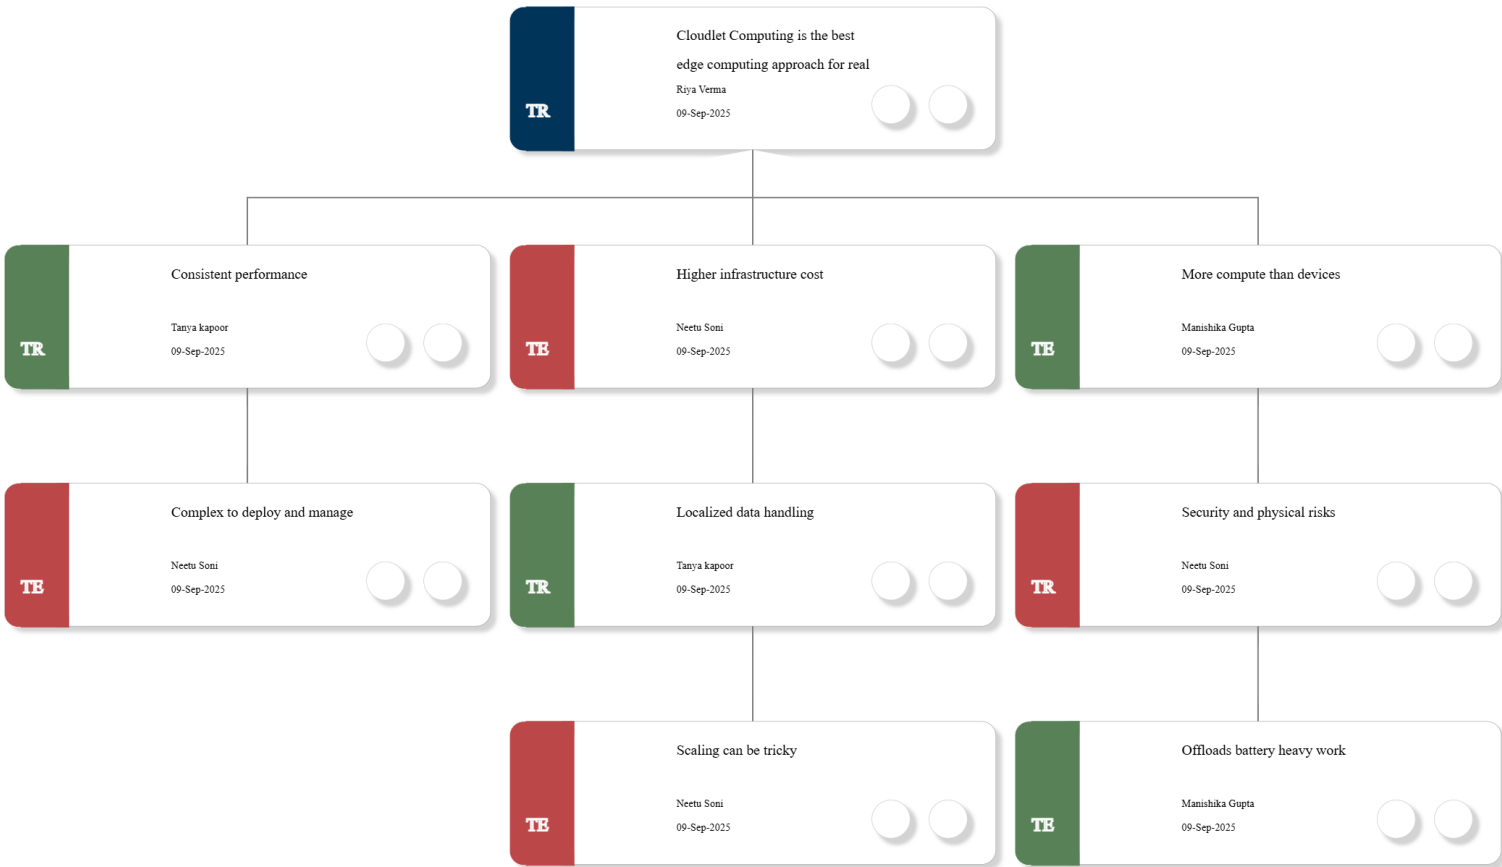 Cloudlet Computing is the best
edge computing approach for real
Riya Verma
09-Sep-2025
TR
Consistent performance
Tanya kapoor
09-Sep-2025
TR
Higher infrastructure cost
Neetu Soni
09-Sep-2025
TE
More compute than devices
Manishika Gupta
09-Sep-2025
TE
Complex to deploy and manage
Neetu Soni
09-Sep-2025
TE
Localized data handling
Tanya kapoor
09-Sep-2025
TR
Security and physical risks
Neetu Soni
09-Sep-2025
TR
Scaling can be tricky
Neetu Soni
09-Sep-2025
TE
Offloads battery heavy work
Manishika Gupta
09-Sep-2025
TE